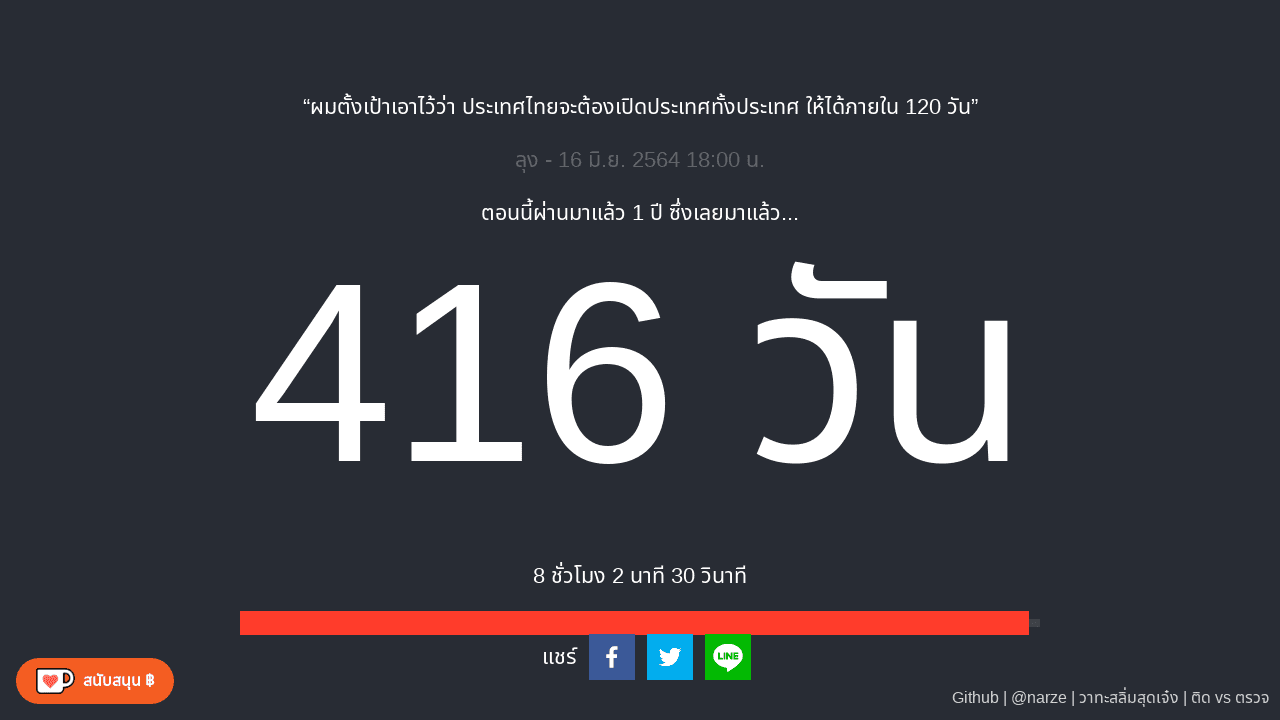 “ผมตั้งเป้าเอาไว้ว่า ประเทศไทยจะต้องเปิดประเทศทั้งประเทศ ให้ได้ภายใน 120 วัน”
ลุง - 16 มิ.ย. 2564 18:00 น.
ตอนนี้ผ่านมาแล้ว 1 ปี ซึ่งเลยมาแล้ว...
416 วัน
8 ชั่วโมง 2 นาที 30 วินาที
แชร์ LINE
สนับสนุน ฿
Github | @narze | วาทะสลิ่มสุดเจ๋ง | ติด vs ตรวจ